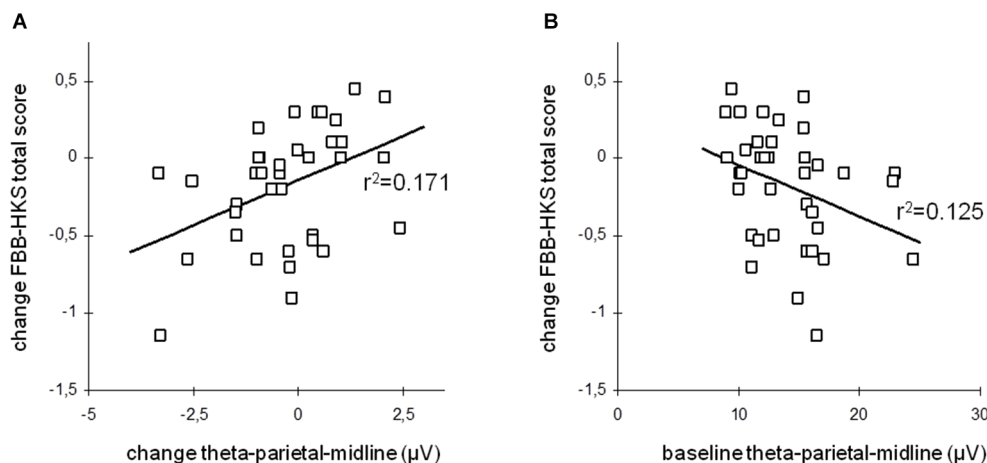 A
B
change FBB-HKS total score
0,5
0
-0,5
-1
-1,5
-5
-2,5
0
2,5
r²=0.171
change theta-parietal-midline (µV)
change FBB-HKS total score
0,5
0
-0,5
-1
-1,5
0
10
20
30
r²=0.125
baseline theta-parietal-midline (µV)